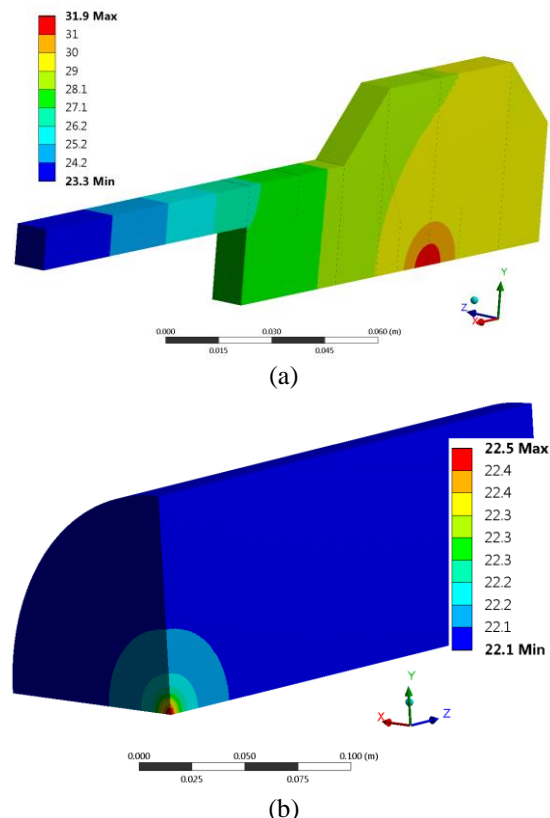 31.9 Max
31
30
29
28.1
27.1
26.2
25.2
24.2
23.3 Min
Y
Z
X
0.000 0.030 0.060 (m)
0.015 0.045
(a)
22.5 Max
22.4
22.4
22.3
22.3
22.3
22.2
22.2
22.1
22.1 Min
Y
X Z
0.000 0.050 0.100 (m)
0.025 0.075
(b)